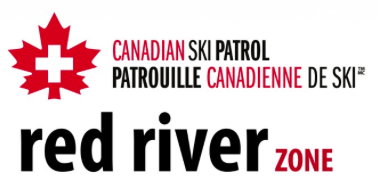 CANADIAN SKI PATROL
PATROUILLE CANADIENNE DE SKI
red river ZONE